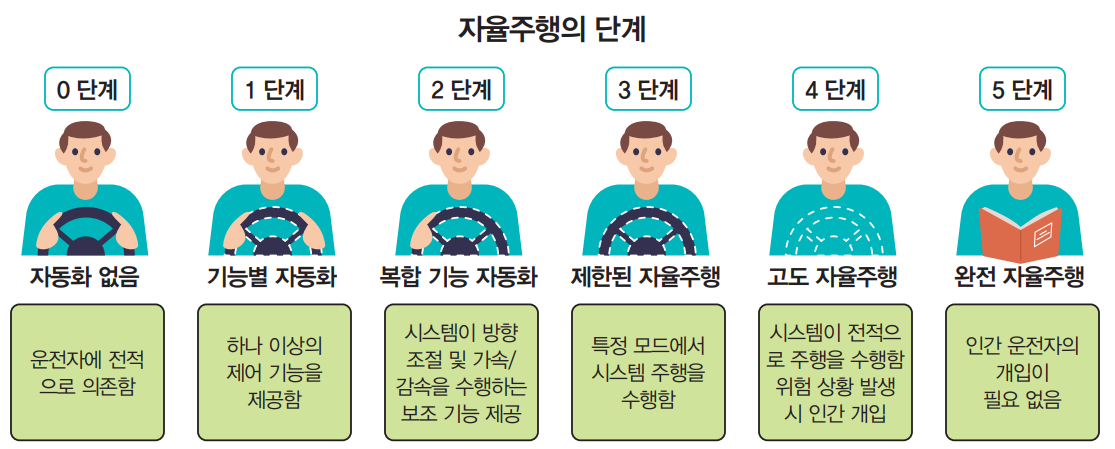 자율주행의 단계
0 단계
1 단계
2 단계
3 단계
4 단계
5 단계
자동화 없음
기능별 자동화
복합 기능 자동화
제한된 자율주행
고도 자율주행
완전 자율주행
운전자에 전적
으로 의존함
하나 이상의
제어 기능을
제공함
시스템이 방향
조절 및 가속/
감속을 수행하는
보조 기능 제공
특정 모드에서
시스템 주행을
수행함
시스템이 전적으
로 주행을 수행함
위험 상황 발생
시 인간 개입
인간 운전자의
개입이
필요 없음